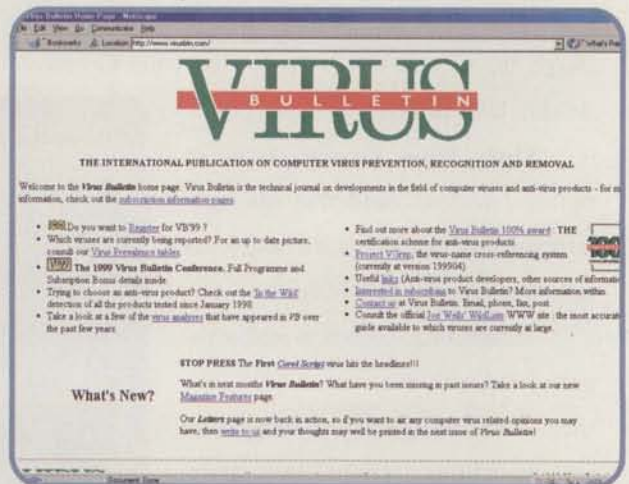 Virus Bulletin Home Page - Netscape
File Edit View Go Communicator Help
Bookmarks Location: http://www.virusbtn.com/ What's Re
VIRUS
BULLETIN
THE INTERNATIONAL PUBLICATION ON COMPUTER VIRUS PREVENTION, RECOGNITION AND REMOVAL
Welcome to the Virus Bulletin home page. Virus Bulletin is the technical journal on developments in the field of computer viruses and anti-virus products - for m
information, check out the subscription information pages
Do you want to Register for VB'99 ?
Which viruses are currently being reported? For an up to date picture,
consult our Virus Prevalence tables.
The 1999 Virus Bulletin Conference, Full Programme and
Subsription Bonus details inside.
Trying to choose an anti-virus product? Check out the 'In the Wild'
detection of all the products tested since January 1998.
Take a look at a few of the virus analyses that have appeared in VB over
the past few years.
Find out more about the Virus Bulletin 100% award : THE
certification scheme for anti-virus products.
100
Project VGrep, the virus-name cross-referencing system
(currently at version 199904).
Useful links (Anti-virus product developers, other sources of informatio
Interested in subscribing to Virus Bulletin? More information within.
Contact us at Virus Bulletin. Email, phone, fax, post.
Consult the official Joe Wells' WildList WWW site : the most accurat
guide available to which viruses are currently at large.
What's New?
STOP PRESS The First Corel Script virus hits the headlines!!!
What's in next months Virus Bulletin? What have you been missing in past issues? Take a look at our new
Magazine Features page.
Our Letters page is now back in action, so if you want to air any computer virus related opinions you may
have, then write to us and your thoughts may well be printed in the next issue of Virus Bulletin!
Document: Done